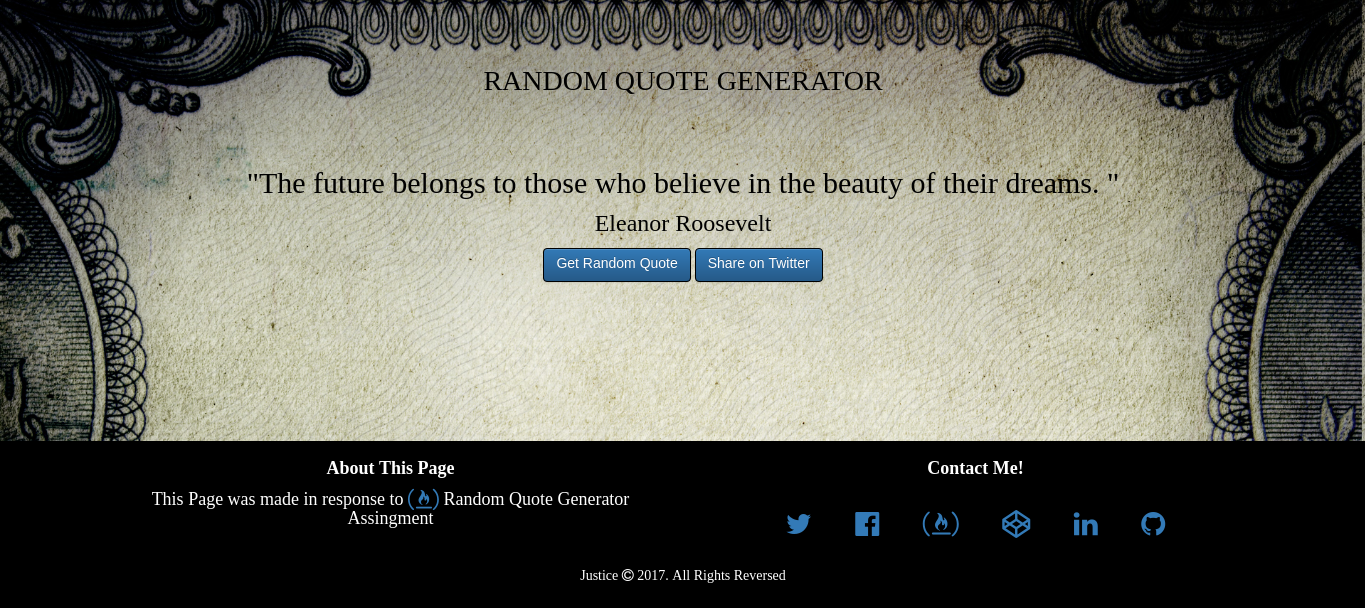 RANDOM QUOTE GENERATOR
"The future belongs to those who believe in the beauty of their dreams. "
Eleanor Roosevelt
Get Random Quote Share on Twitter
About This Page
This Page was made in response to Random Quote Generator
Assingment
Contact Me!
Justice © 2017. All Rights Reversed